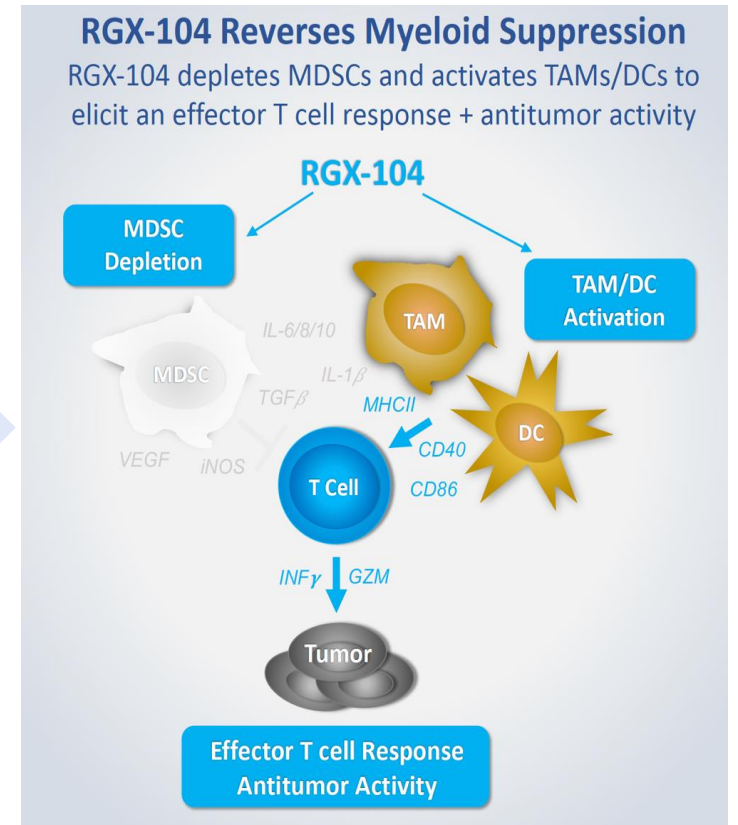 RGX-104 Reverses Myeloid Suppression
RGX-104 depletes MDSCs and activates TAMs/DCs to
elicit an effector T cell response + antitumor activity
RGX-104
MDSC
Depletion
TAM/DC
Activation
TAM
IL-6/8/10
MDSC
IL-1β
TGFβ
MHCII
DC
CD40
VEGF
iNOS
T Cell
CD86
INFγ
GZM
Tumor
Effector T cell Response
Antitumor Activity